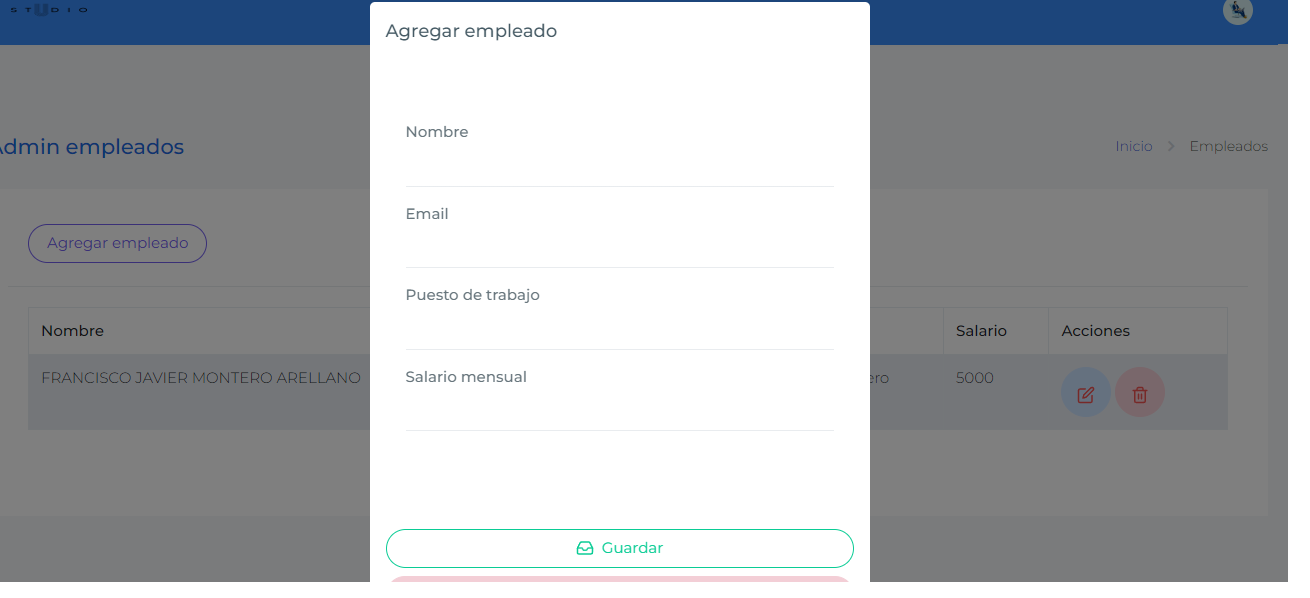 STUDIO
Agregar empleado
Admin empleados
Inicio > Empleados
Agregar empleado
Nombre
Email
Puesto de trabajo
Salario mensual
Nombre
Salario
Acciones
FRANCISCO JAVIER MONTERO ARELLANO
ero
5000
Guardar